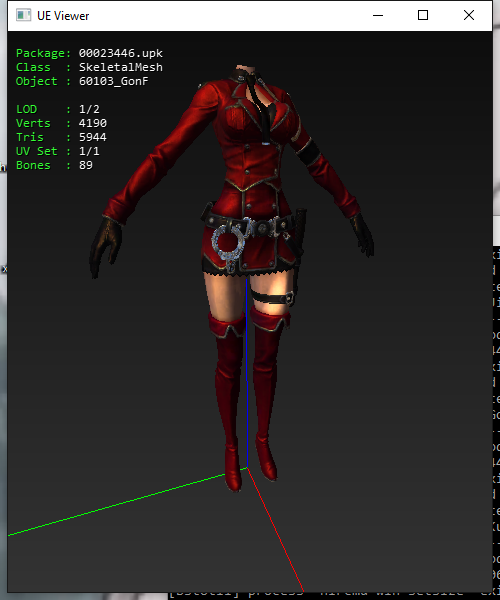 UE Viewer
Package: 00023446.upk
Class  : SkeletalMesh
Object : 60103_GonF
LOD    : 1/2
Verts  : 4190
Tris   : 5944
UV Set : 1/1
Bones  : 89